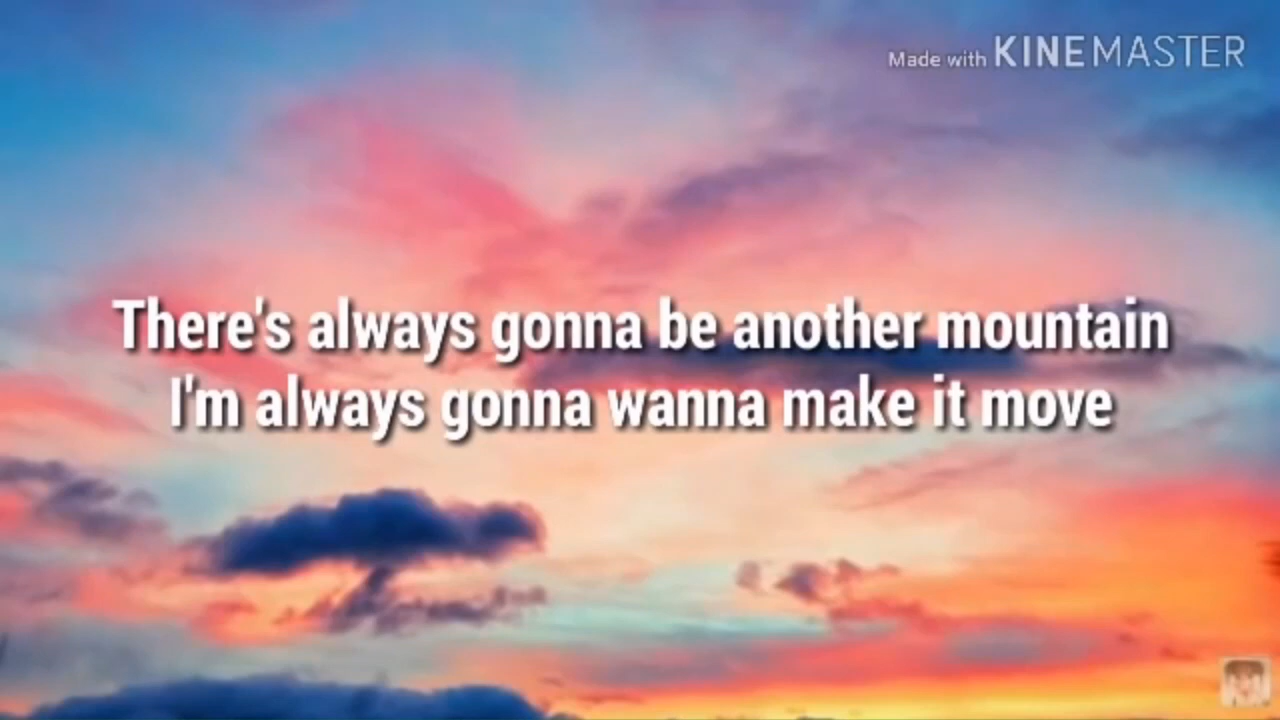 Made with KINEMASTER
There's always gonna be another mountain
I'm always gonna wanna make it move